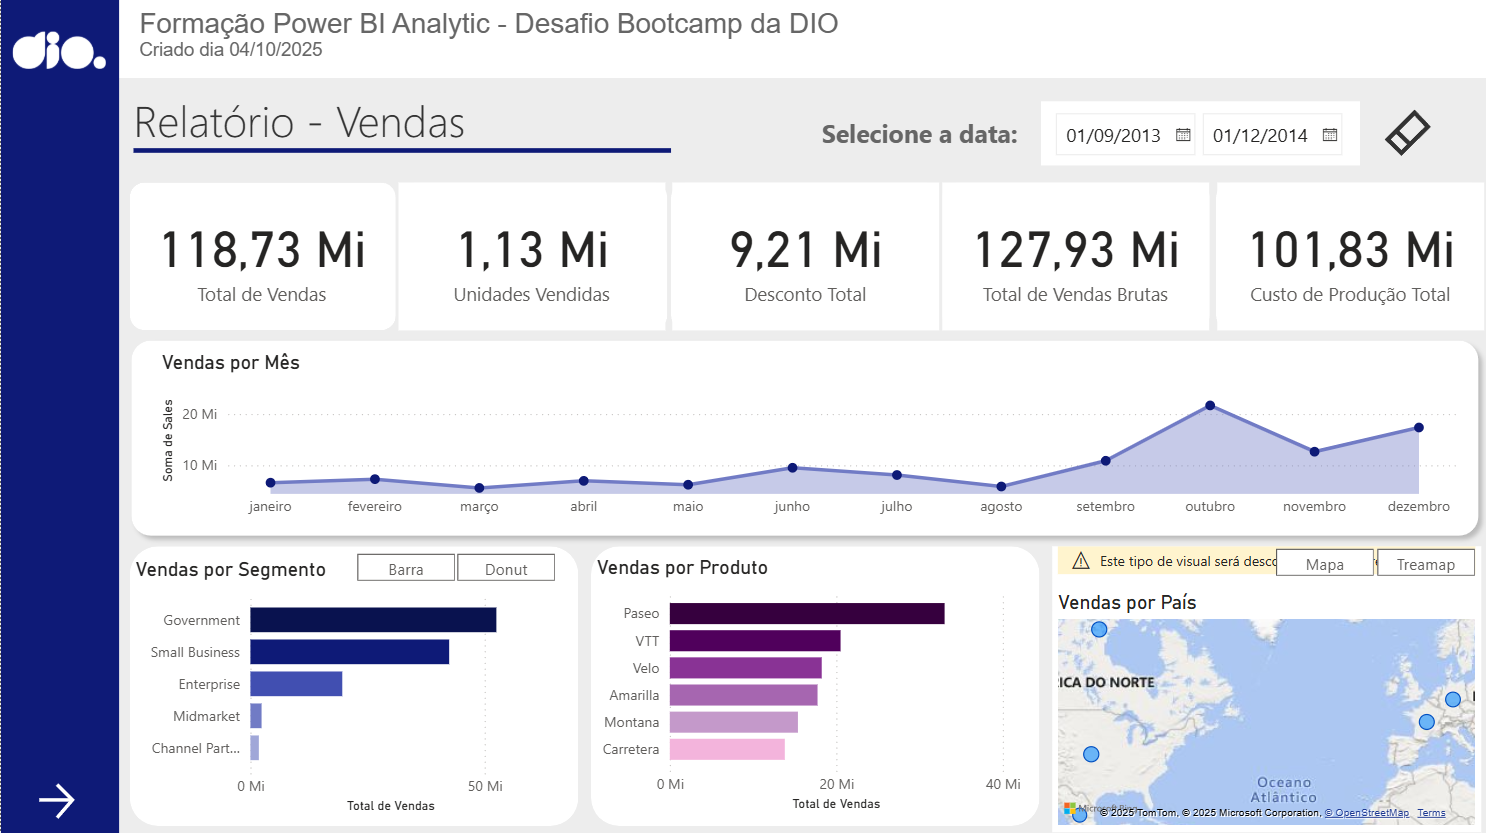 dio.
Formação Power BI Analytic - Desafio Bootcamp da DIO
Criado dia 04/10/2025
Relatório - Vendas
Selecione a data:
01/09/2013
01/12/2014
118,73 Mi
Total de Vendas
1,13 Mi
Unidades Vendidas
9,21 Mi
Desconto Total
127,93 Mi
Total de Vendas Brutas
101,83 Mi
Custo de Produção Total
Vendas por Mês
Soma de Sales
20 Mi
10 Mi
janeiro fevereiro março abril maio junho julho agosto setembro outubro novembro dezembro
Vendas por Segmento
Barra
Donut
Government
Small Business
Enterprise
Midmarket
Channel Part...
0 Mi 50 Mi
Total de Vendas
Vendas por Produto
Paseo
VTT
Velo
Amarilla
Montana
Carretera
0 Mi 20 Mi 40 Mi
Total de Vendas
Este tipo de visual será desco
Mapa
Treamap
Vendas por País
ICA DO NORTE
Oceano
Atlântico
Microsoft Bing
© 2025 TomTom, © 2025 Microsoft Corporation, © OpenStreetMap Terms